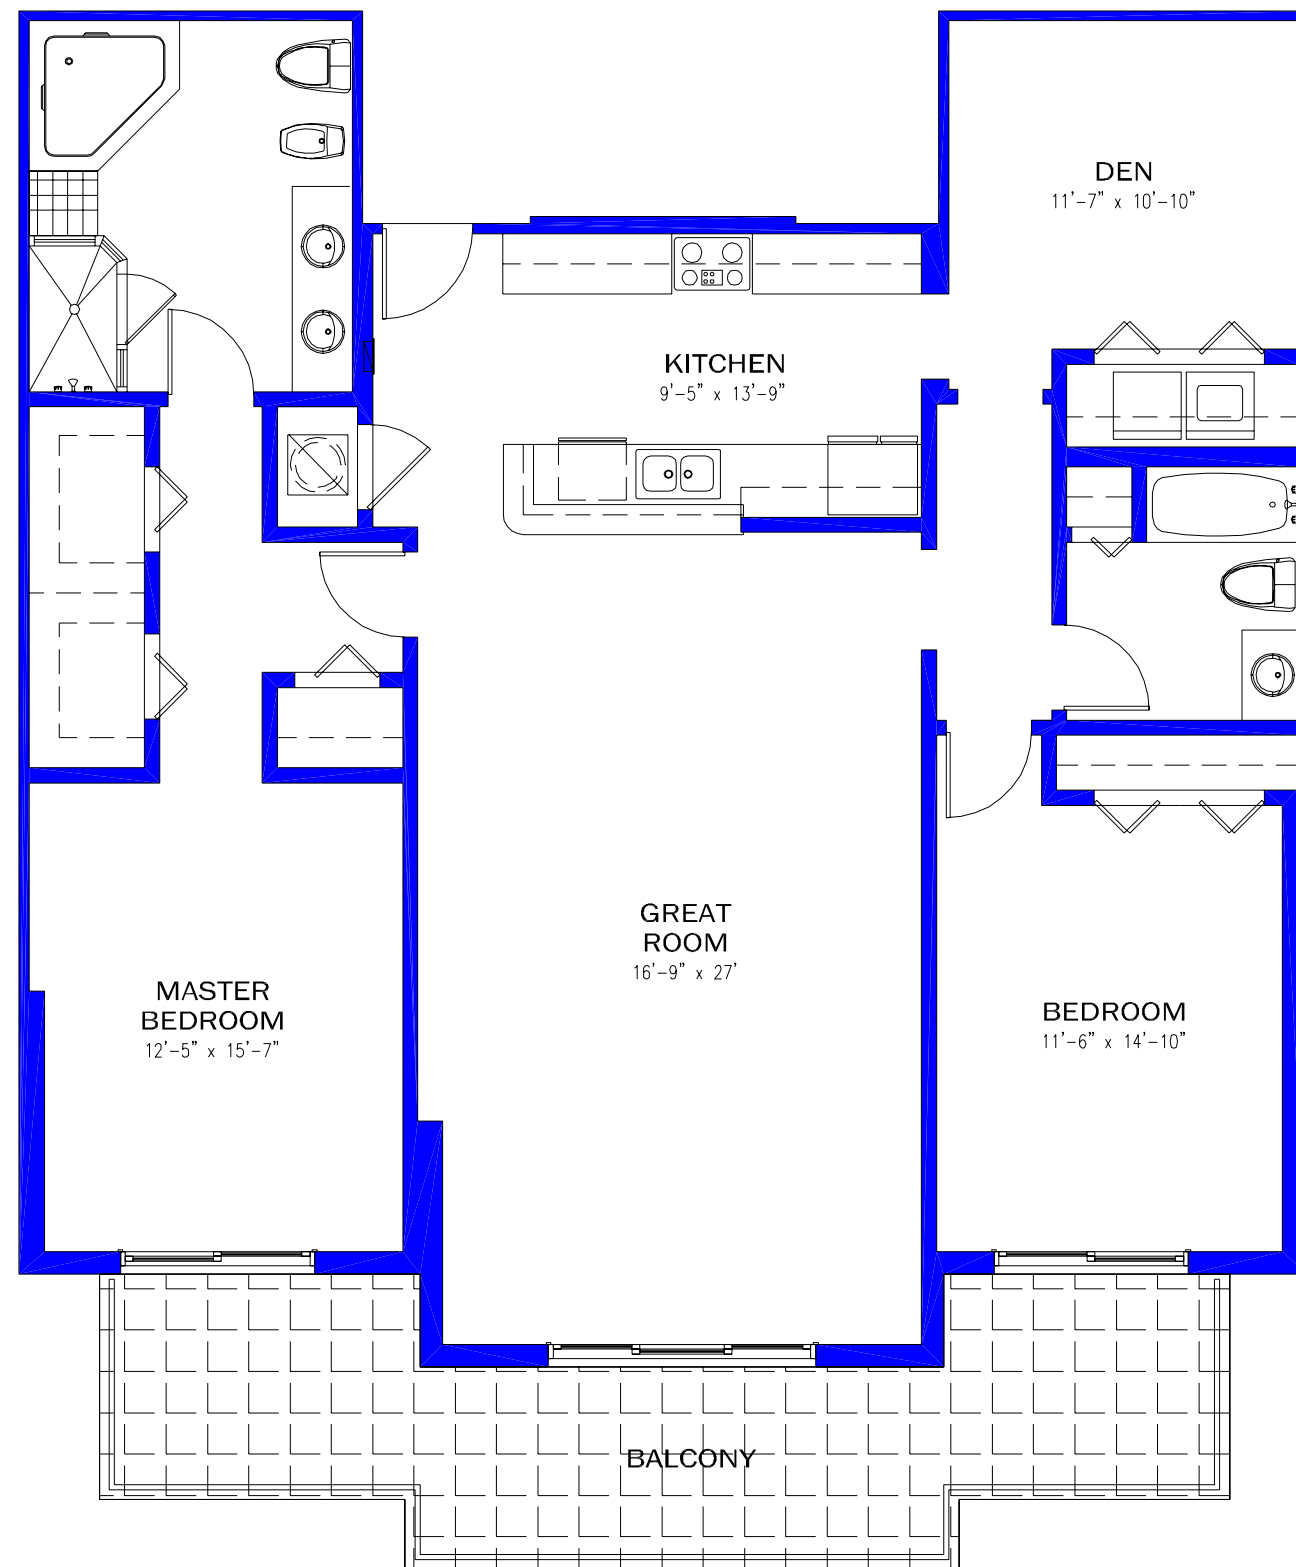 DEN
11'-7" x 10'-10"
KITCHEN
9'-5" x 13'-9"
GREAT
ROOM
16'-9" x 27'
MASTER
BEDROOM
12'-5" x 15'-7"
BEDROOM
11'-6" x 14'-10"
BALCONY